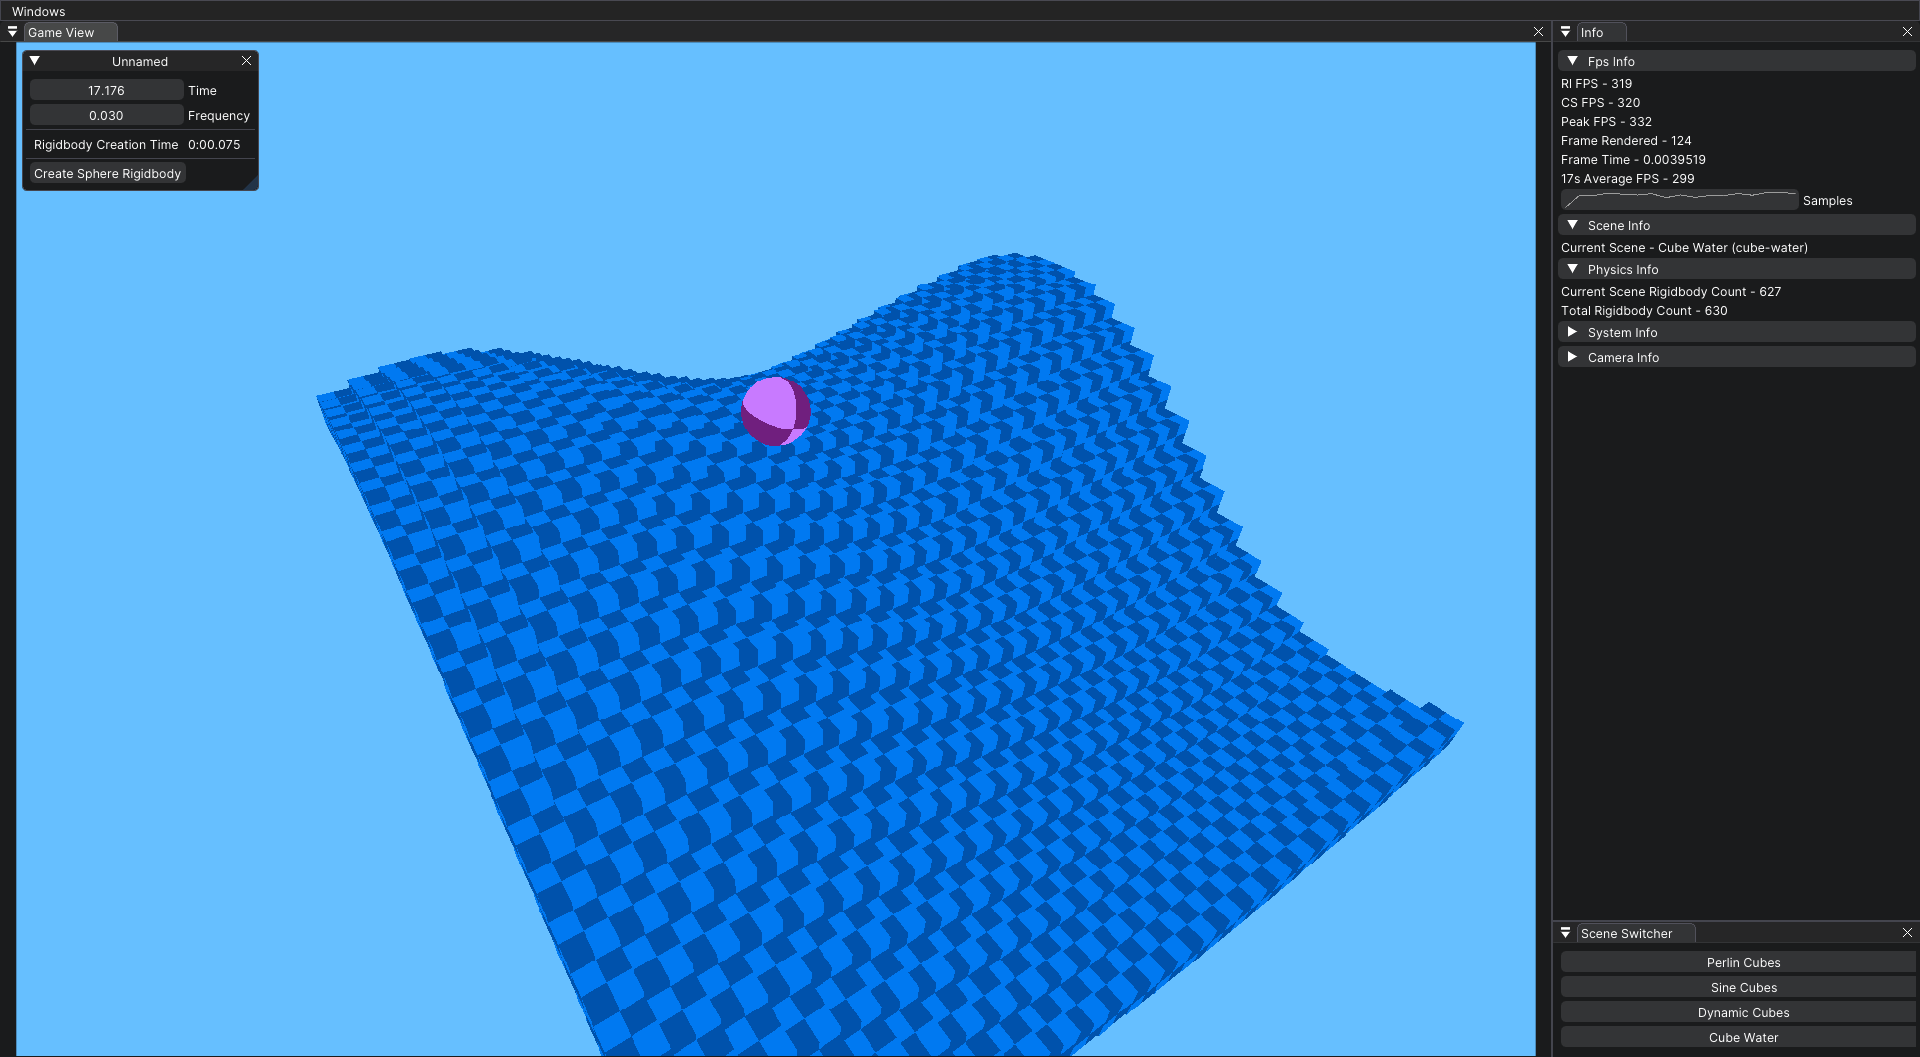 Windows
Game View
Unnamed
17.176 Time
0.030 Frequency
Rigidbody Creation Time 0:00.075
Create Sphere Rigidbody
Info
Fps Info
RI FPS - 319
CS FPS - 320
Peak FPS - 332
Frame Rendered - 124
Frame Time - 0.0039519
17s Average FPS - 299
Samples
Scene Info
Current Scene - Cube Water (cube-water)
Physics Info
Current Scene Rigidbody Count - 627
Total Rigidbody Count - 630
System Info
Camera Info
Scene Switcher
Perlin Cubes
Sine Cubes
Dynamic Cubes
Cube Water